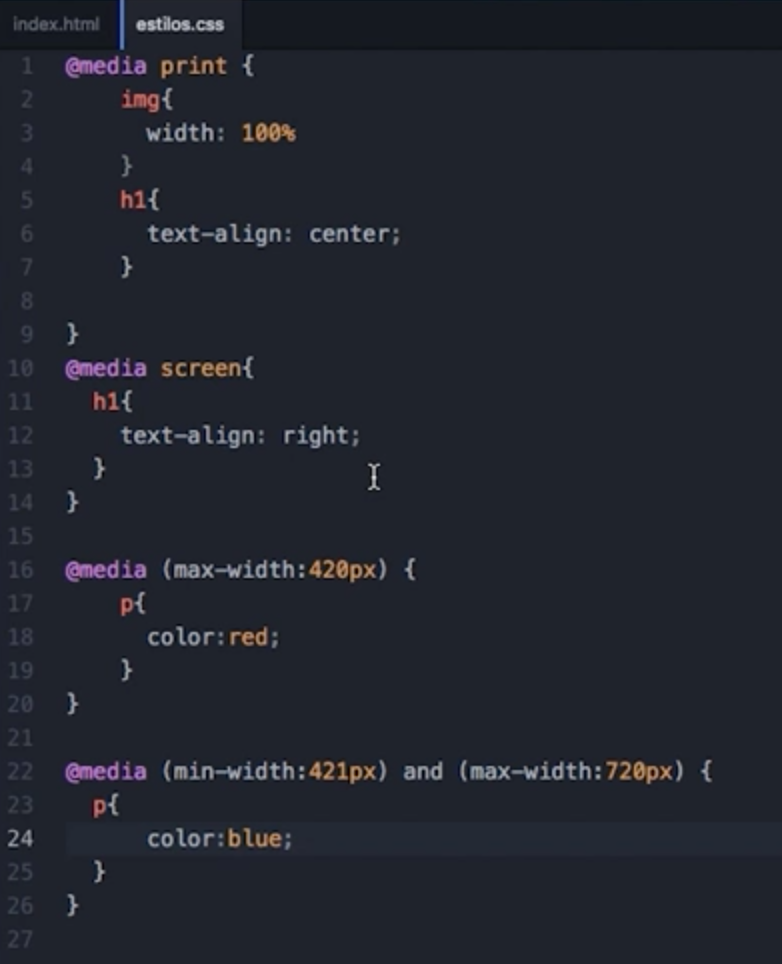 index.html estilos.css
1 @media print {
2 img{
3 width: 100%
4 }
5 h1{
6 text-align: center;
7 }
8
9 }
10 @media screen{
11 h1{
12 text-align: right;
13 }
14 }
15
16 @media (max-width:420px) {
17 p{
18 color:red;
19 }
20 }
21
22 @media (min-width:421px) and (max-width:720px) {
23 p{
24 color:blue;
25 }
26 }
27